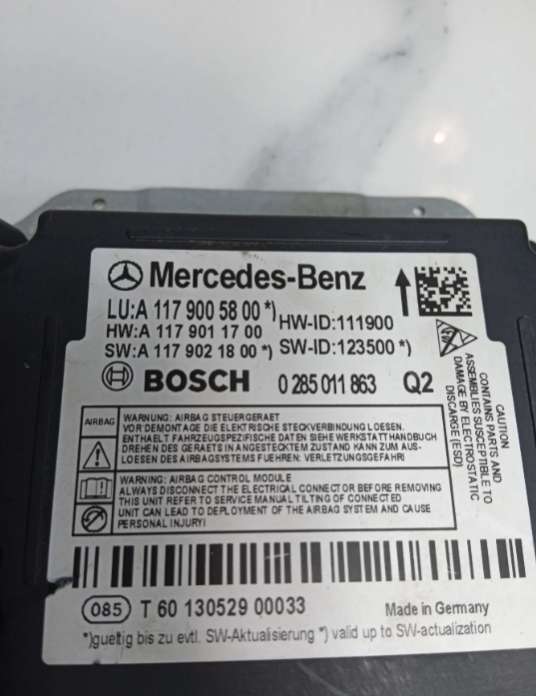 Mercedes-Benz
LU:A 117 900 58 00 *)
HW:A 117 901 17 00
HW-ID:111900
SW:A 117 902 18 00 *)
SW-ID:123500 *)
BOSCH 0 285 011 863 Q2
AIRBAG
WARNUNG: AIRBAG STEUERGERAET
VOR DEMONTAGE DIE ELEKTRISCHE STECKVERBINDUNG LOESEN.
ENTHAELT FAHRZEUGSPEZIFISCHE DATEN SIEHE WERKSTATTHANDBUCH
DREHEN DES GERAETS IN ANGESTECKTEM ZUSTAND KANN ZUM AUS-
LOESEN DES AIRBAGSYSTEMS FUEHREN: VERLETZUNGSGEFAHR!
WARNING: AIRBAG CONTROL MODULE
ALWAYS DISCONNECT THE ELECTRICAL CONNECTOR BEFORE REMOVING
THIS UNIT REFER TO SERVICE MANUAL TILTING OF CONNECTED
UNIT CAN LEAD TO DEPLOYMENT OF THE AIRBAG SYSTEM AND CAUSE
PERSONAL INJURY!
CAUTION
CONTAINS PARTS AND
ASSEMBLIES SUSCEPTIBLE TO
DAMAGE BY ELECTROSTATIC
DISCHARGE (ESD)
085 T 60 130529 00033
Made in Germany
*)gueltig bis zu evtl. SW-Aktualisierung *) valid up to SW-actualization